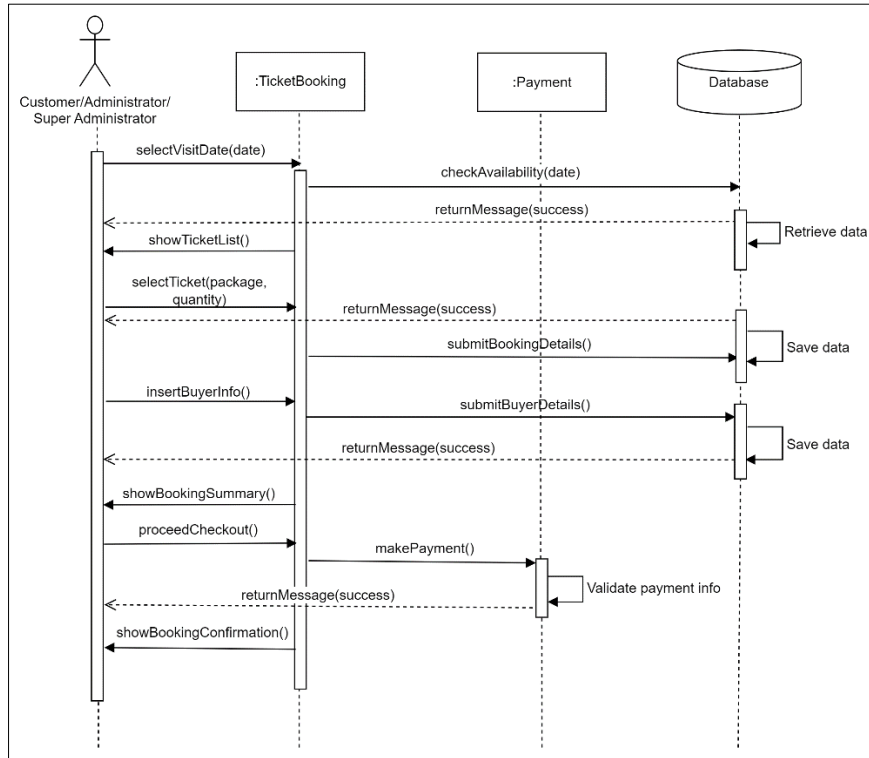 :TicketBooking
:Payment
Database
Customer/Administrator/
Super Administrator
selectVisitDate(date)
checkAvailability(date)
returnMessage(success)
Retrieve data
showTicketList()
selectTicket(package,
quantity)
returnMessage(success)
submitBookingDetails()
Save data
insertBuyerInfo()
submitBuyerDetails()
Save data
returnMessage(success)
showBookingSummary()
proceedCheckout()
makePayment()
Validate payment info
returnMessage(success)
showBookingConfirmation()